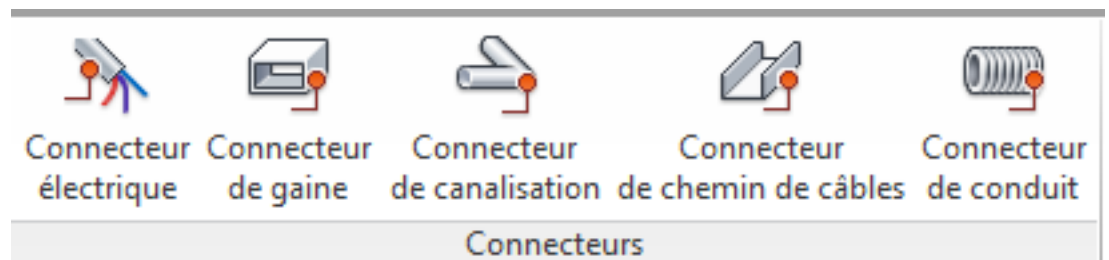 Connecteur électrique
Connecteur de gaine
Connecteur de canalisation
Connecteur de chemin de câbles
Connecteur de conduit
Connecteurs